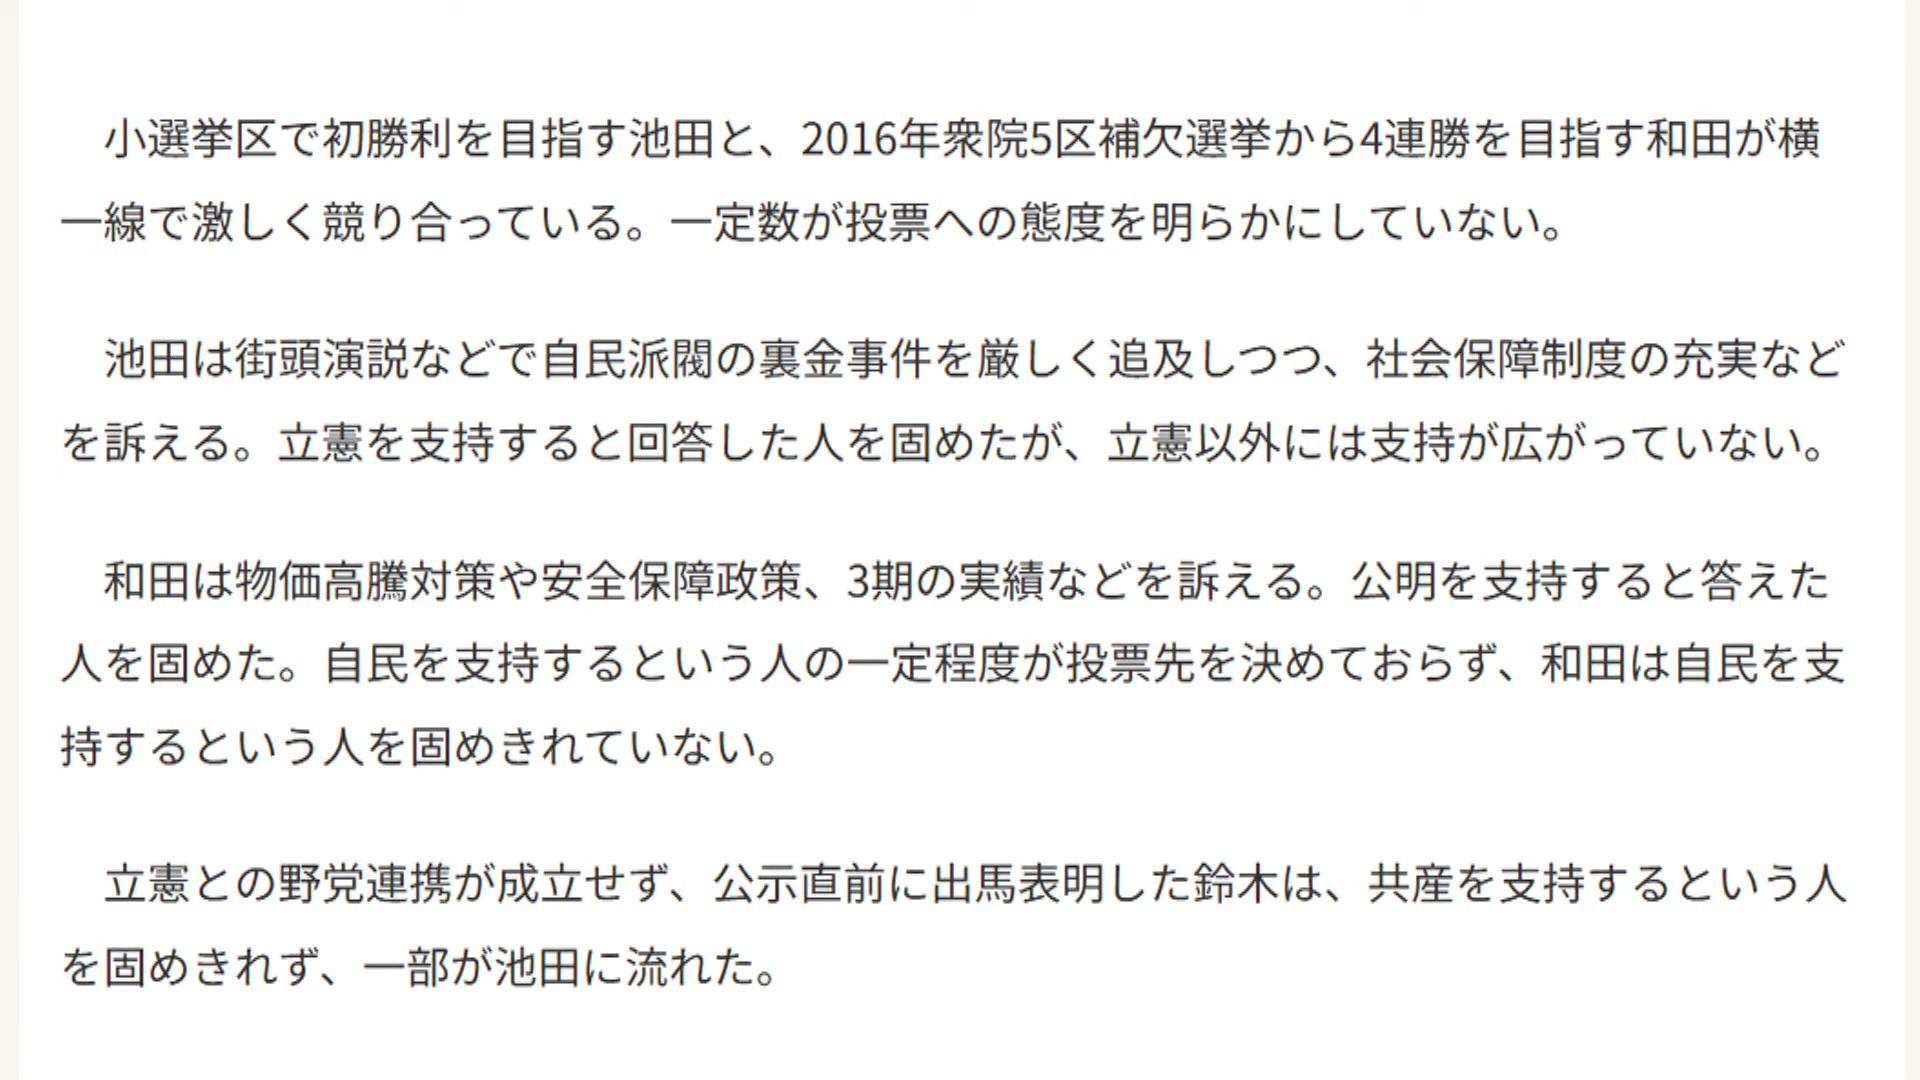 小選挙区で初勝利を目指す池田と、2016年衆院5区補欠選挙から4連勝を目指す和田が横
一線で激しく競り合っている。一定数が投票への態度を明らかにしていない。
池田は街頭演説などで自民派閥の裏金事件を厳しく追及しつつ、社会保障制度の充実など
を訴える。立憲を支持すると回答した人を固めたが、立憲以外には支持が広がっていない。
和田は物価高騰対策や安全保障政策、3期の実績などを訴える。公明を支持すると答えた
人を固めた。自民を支持するという人の一定程度が投票先を決めておらず、和田は自民を支
持するという人を固めきれていない。
立憲との野党連携が成立せず、公示直前に出馬表明した鈴木は、共産を支持するという人
を固めきれず、一部が池田に流れた。